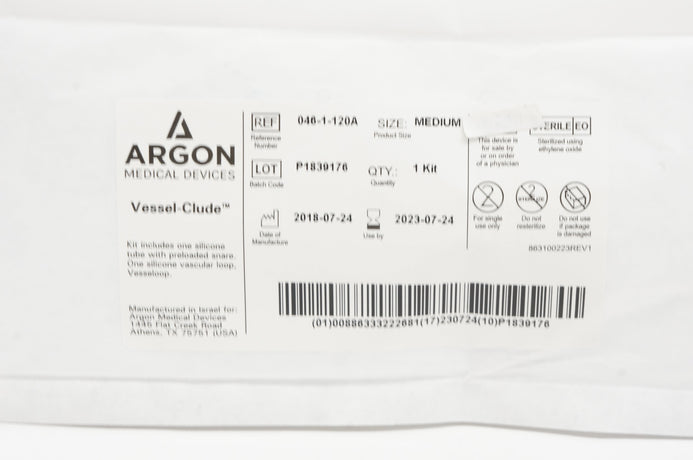 ARGON
MEDICAL DEVICES
Vessel-Clude™
Kit includes one silicone
tube with preloaded snare.
One silicone vascular loop,
Vesseloop.
Manufactured in Israel for:
Argon Medical Devices
1445 Flat Creek Road
Athens, TX 75751 (USA)
REF 046-1-120A
Reference
Number
SIZE: MEDIUM
Product Size
LOT P1839176
Batch Code
QTY.: 1 Kit
Quantity
2018-07-24
Date of
Manufacture
2023-07-24
Use by
This device is
for sale by
or on order
of a physician
ERILE EO
Sterilized using
ethylene oxide
2
For single
use only
Do not
resterilize
Do not use
if package
is damaged
863100223REV1
(01)00886333222681(17)230724(10)P1839176